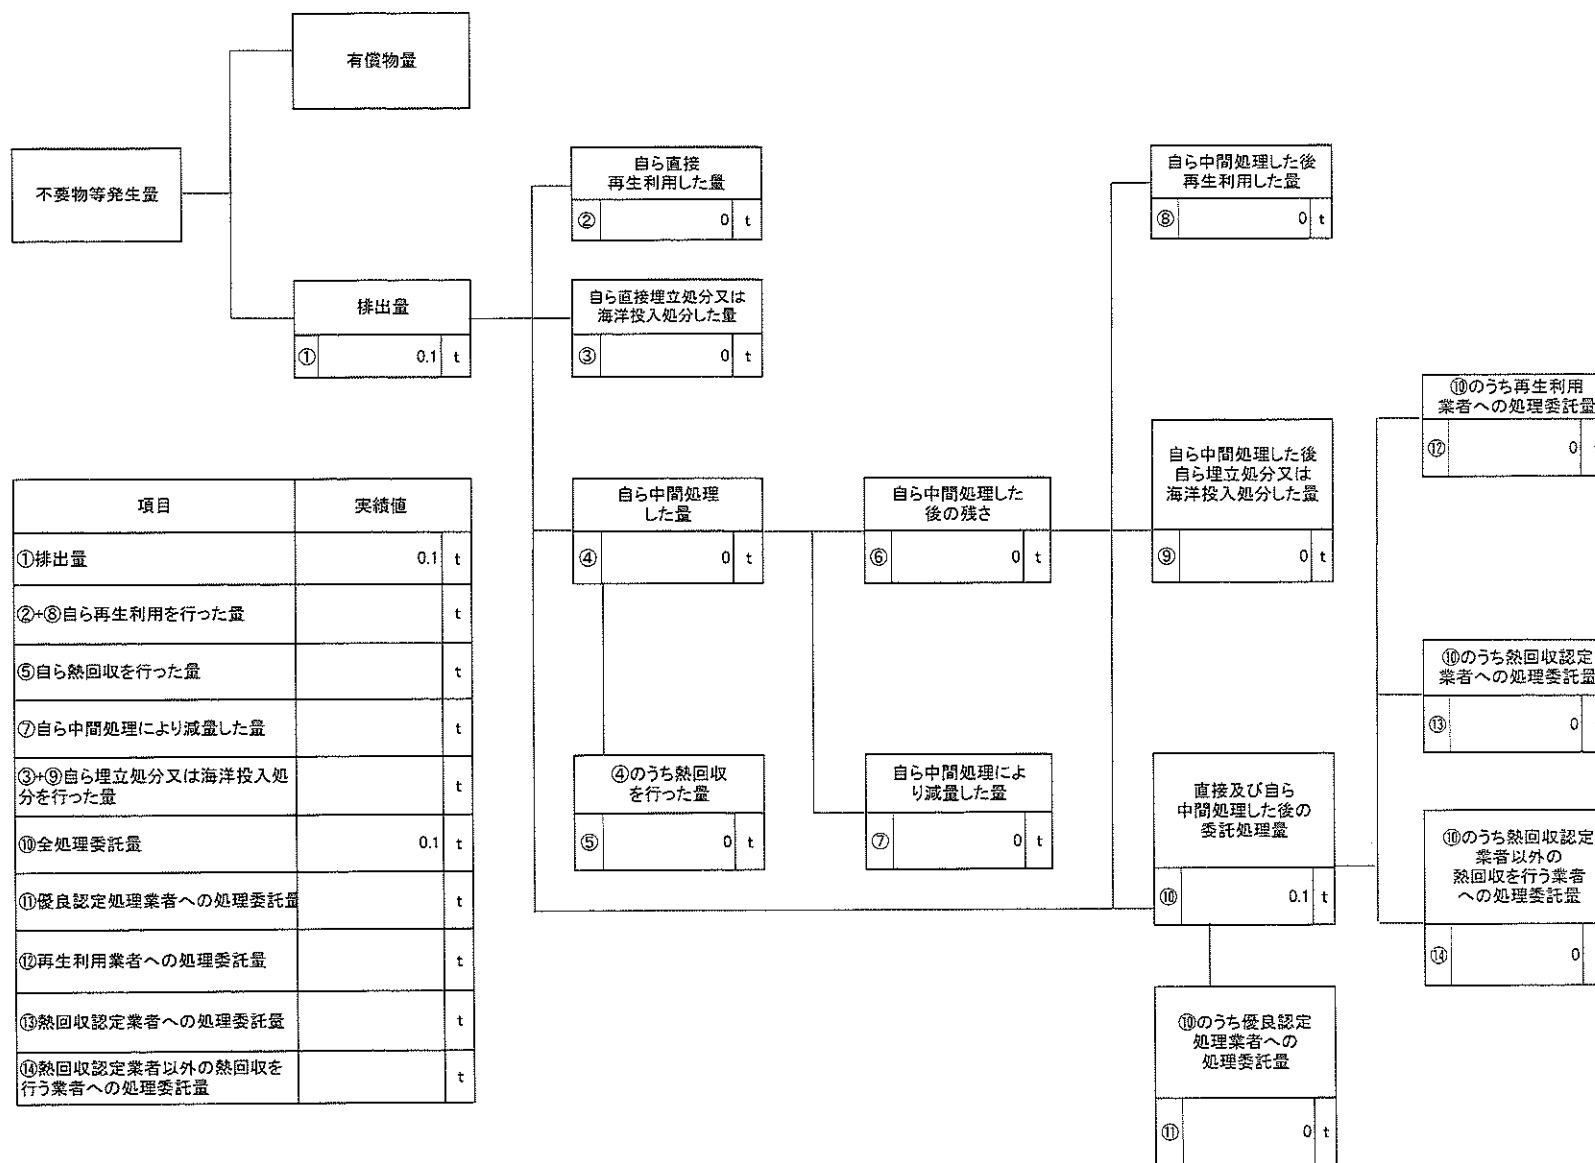 有償物量
不要物等発生量
排出量
① 0.1 t
自ら直接
再生利用した量
② 0 t
自ら直接埋立処分又は
海洋投入処分した量
③ 0 t
自ら中間処理
した量
④ 0 t
④のうち熱回収
を行った量
⑤ 0 t
自ら中間処理した
後の残さ
⑥ 0 t
自ら中間処理によ
り減量した量
⑦ 0 t
自ら中間処理した後
再生利用した量
⑧ 0 t
自ら中間処理した後
自ら埋立処分又は
海洋投入処分した量
⑨ 0 t
直接及び自ら
中間処理した後の
委託処理量
⑩ 0.1 t
⑩のうち優良認定
処理業者への
処理委託量
⑪ 0 t
⑩のうち再生利用
業者への処理委託量
⑫ 0
⑩のうち熱回収認定
業者への処理委託量
⑬ 0
⑩のうち熱回収認定
業者以外の
熱回収を行う業者
への処理委託量
⑭ 0
項目 実績値
①排出量 0.1 t
②+⑧自ら再生利用を行った量 t
⑤自ら熱回収を行った量 t
⑦自ら中間処理により減量した量 t
③+⑨自ら埋立処分又は海洋投入処
分を行った量 t
⑩全処理委託量 0.1 t
⑪優良認定処理業者への処理委託量 t
⑫再生利用業者への処理委託量 t
⑬熱回収認定業者への処理委託量 t
⑭熱回収認定業者以外の熱回収を
行う業者への処理委託量 t